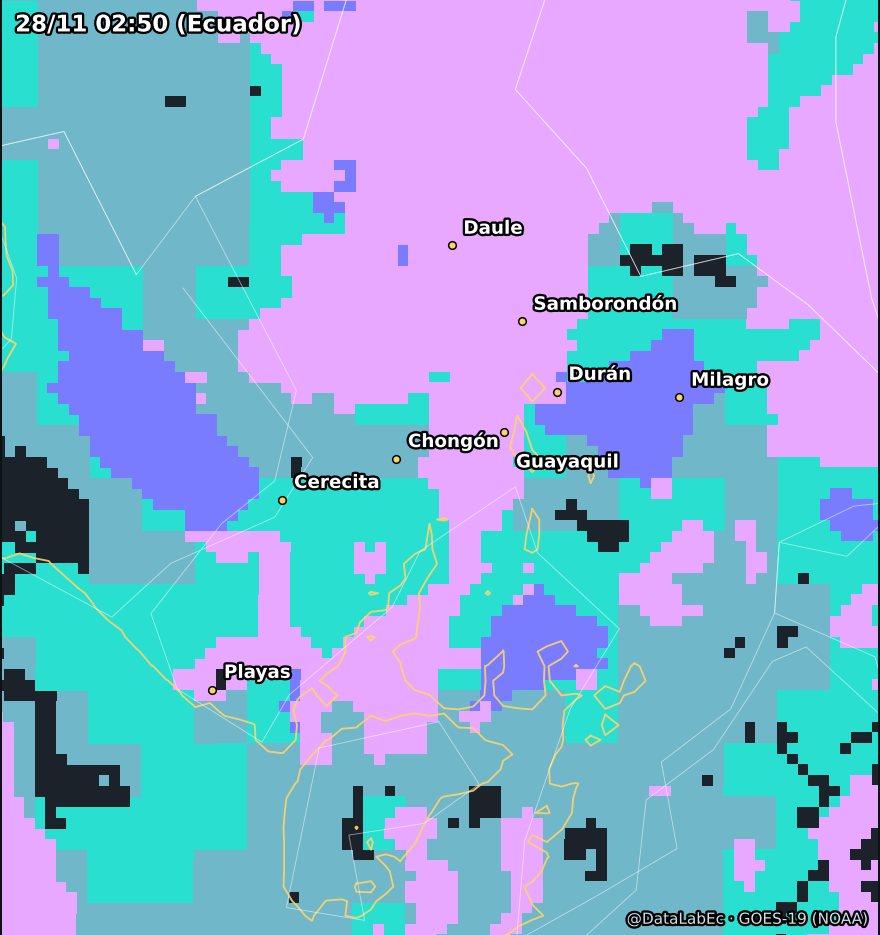 28/11 02:50 (Ecuador)
Daule
Samborondón
Durán
Milagro
Chongón
Guayaquil
Cerecita
Playas
@DataLabEc · GOES-19 (NOAA)